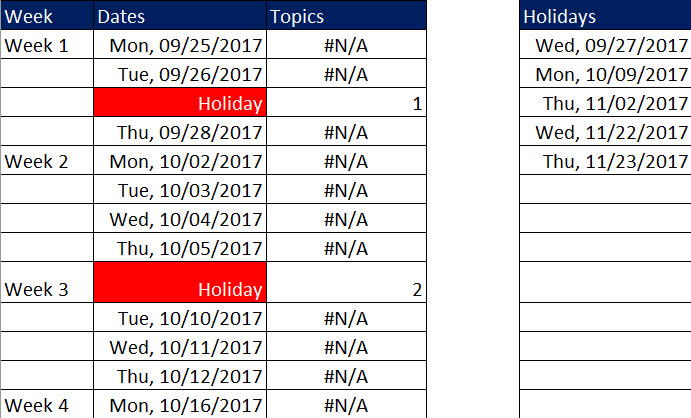 Week Dates Topics Holidays
Week 1 Mon, 09/25/2017 #N/A Wed, 09/27/2017
Tue, 09/26/2017 #N/A Mon, 10/09/2017
Holiday 1 Thu, 11/02/2017
Thu, 09/28/2017 #N/A Wed, 11/22/2017
Week 2 Mon, 10/02/2017 #N/A Thu, 11/23/2017
Tue, 10/03/2017 #N/A
Wed, 10/04/2017 #N/A
Thu, 10/05/2017 #N/A
Week 3 Holiday 2
Tue, 10/10/2017 #N/A
Wed, 10/11/2017 #N/A
Thu, 10/12/2017 #N/A
Week 4 Mon, 10/16/2017 #N/A